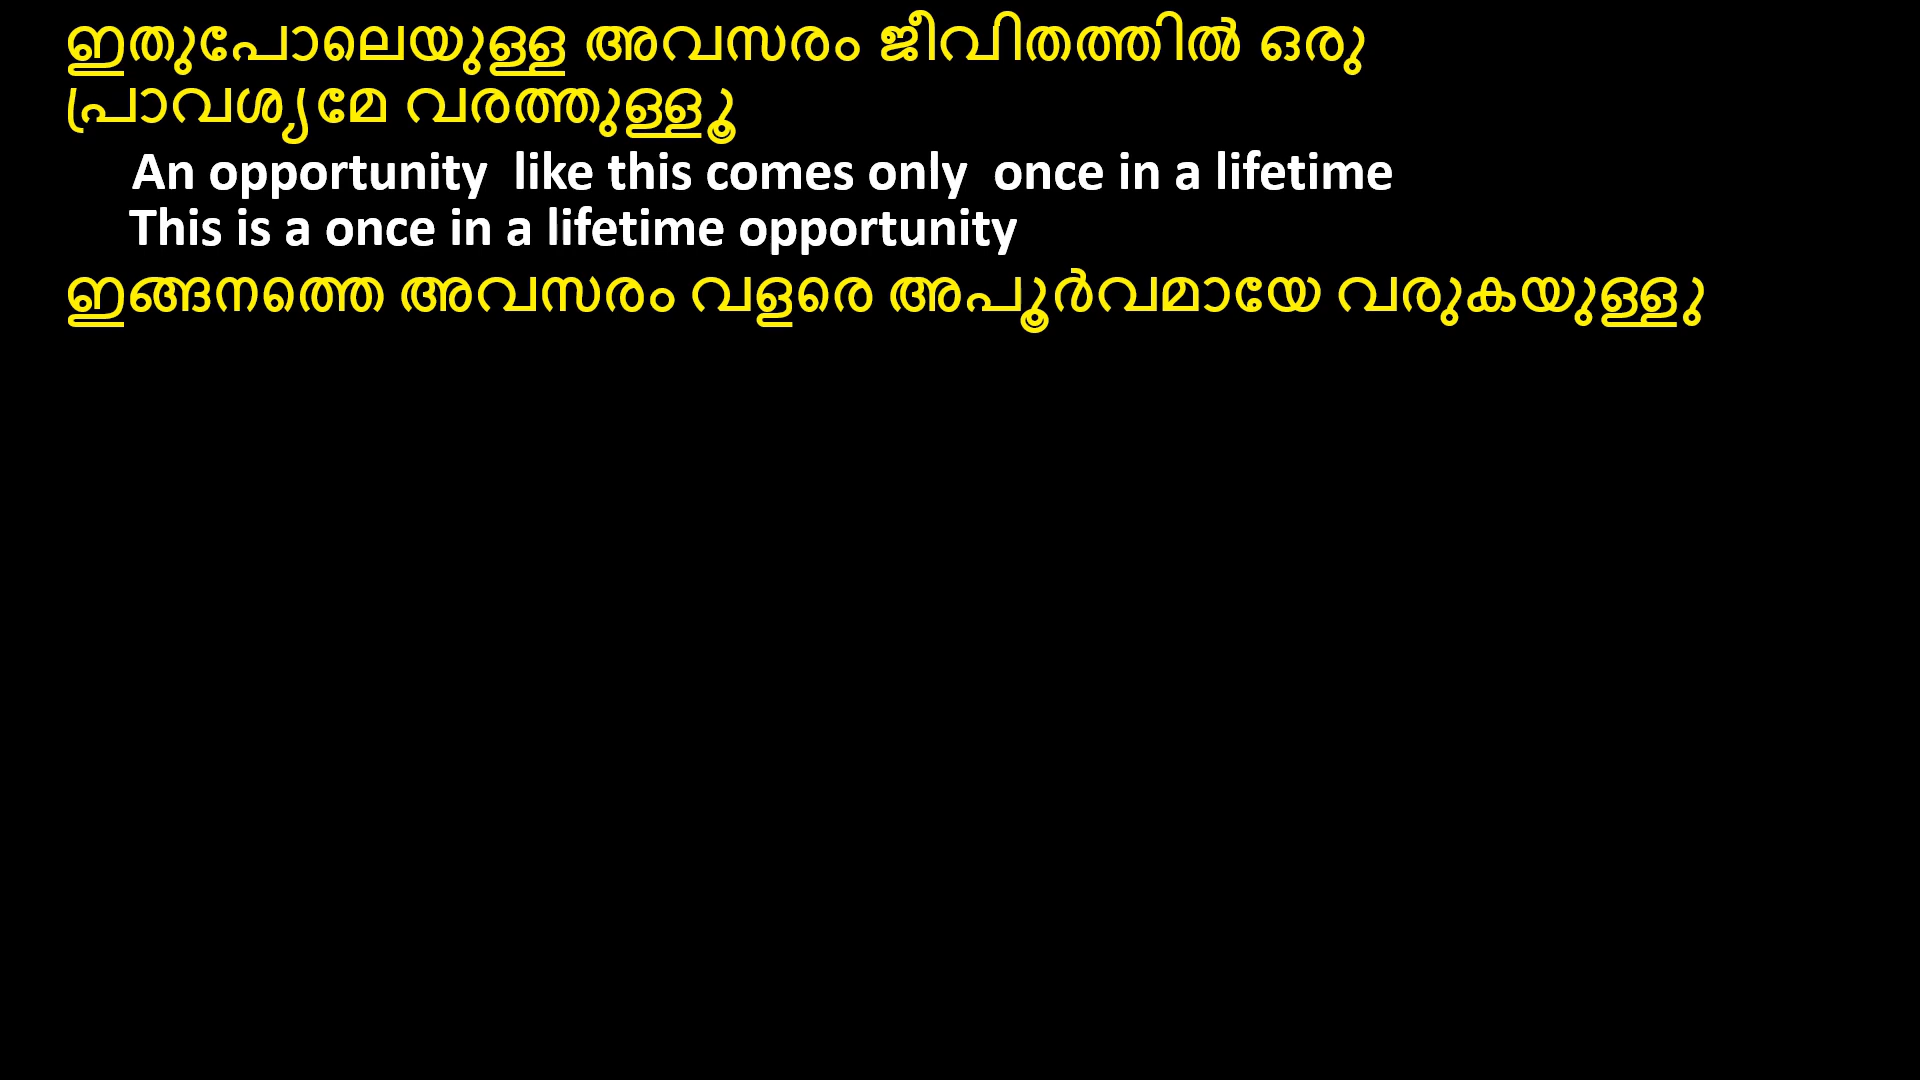 ഇതുപോലെയുള്ള അവസരം ജീവിതത്തിൽ ഒരു
പ്രാവശ്യമേ വരത്തുള്ളൂ
An opportunity  like this comes only  once in a lifetime
This is a once in a lifetime opportunity
ഇങ്ങനത്തെ അവസരം വളരെ അപൂർവമായേ വരുകയുള്ളു